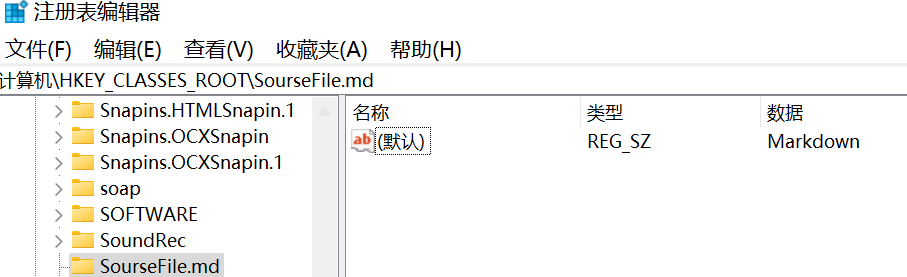 注册表编辑器
文件(F) 编辑(E) 查看(V) 收藏夹(A) 帮助(H)
计算机\HKEY_CLASSES_ROOT\SourseFile.md
Snapins.HTMLSnapin.1
Snapins.OCXSnapin
Snapins.OCXSnapin.1
soap
SOFTWARE
SoundRec
SourseFile.md
名称 类型 数据
ab (默认) REG_SZ Markdown